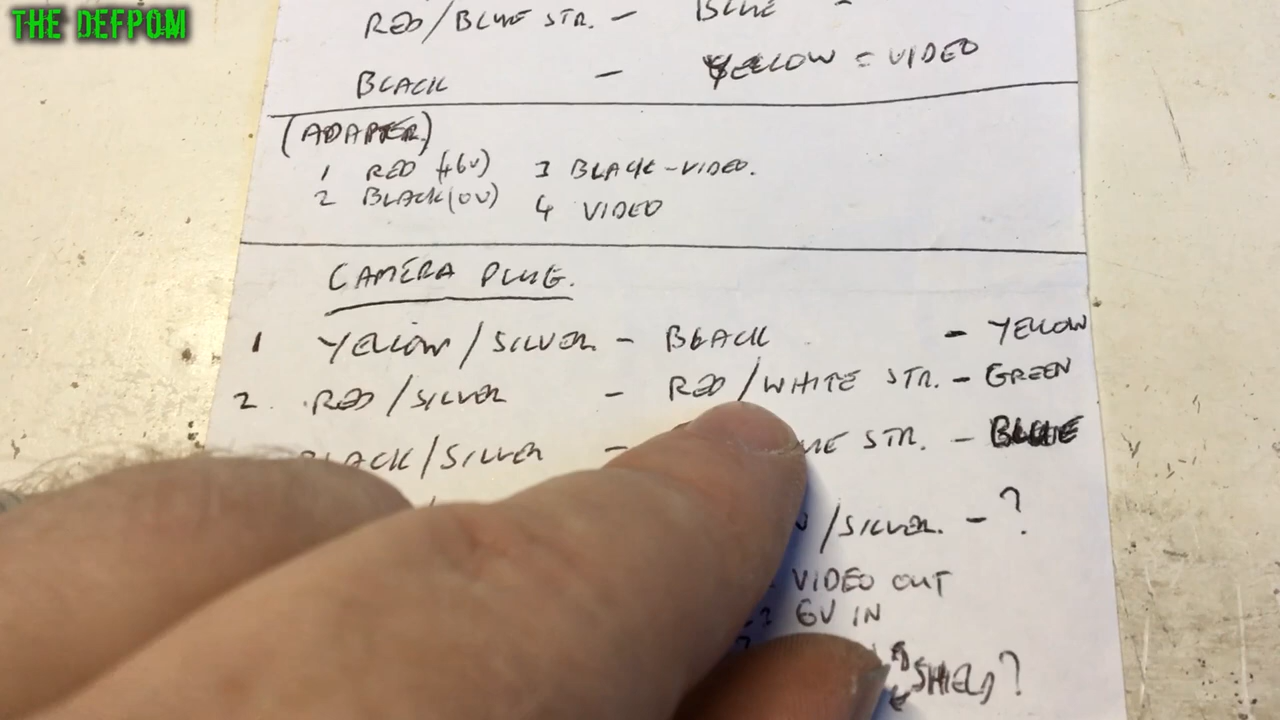 THE DEFPOM
RED/BLUE STR. - BLUE -
BLACK - YELLOW = VIDEO
(ADAPTER)
1 RED (+6V) 3 BLACK-VIDEO.
2 BLACK(0V) 4 VIDEO
CAMERA PLUG.
1 YELLOW/SILVER - BLACK - YELLOW
2. RED/SILVER - RED/WHITE STR. - GREEN
BLACK/SILVER - STR. - BLUE
/SILVER. - ?
VIDEO OUT
6V IN
SHIELD?